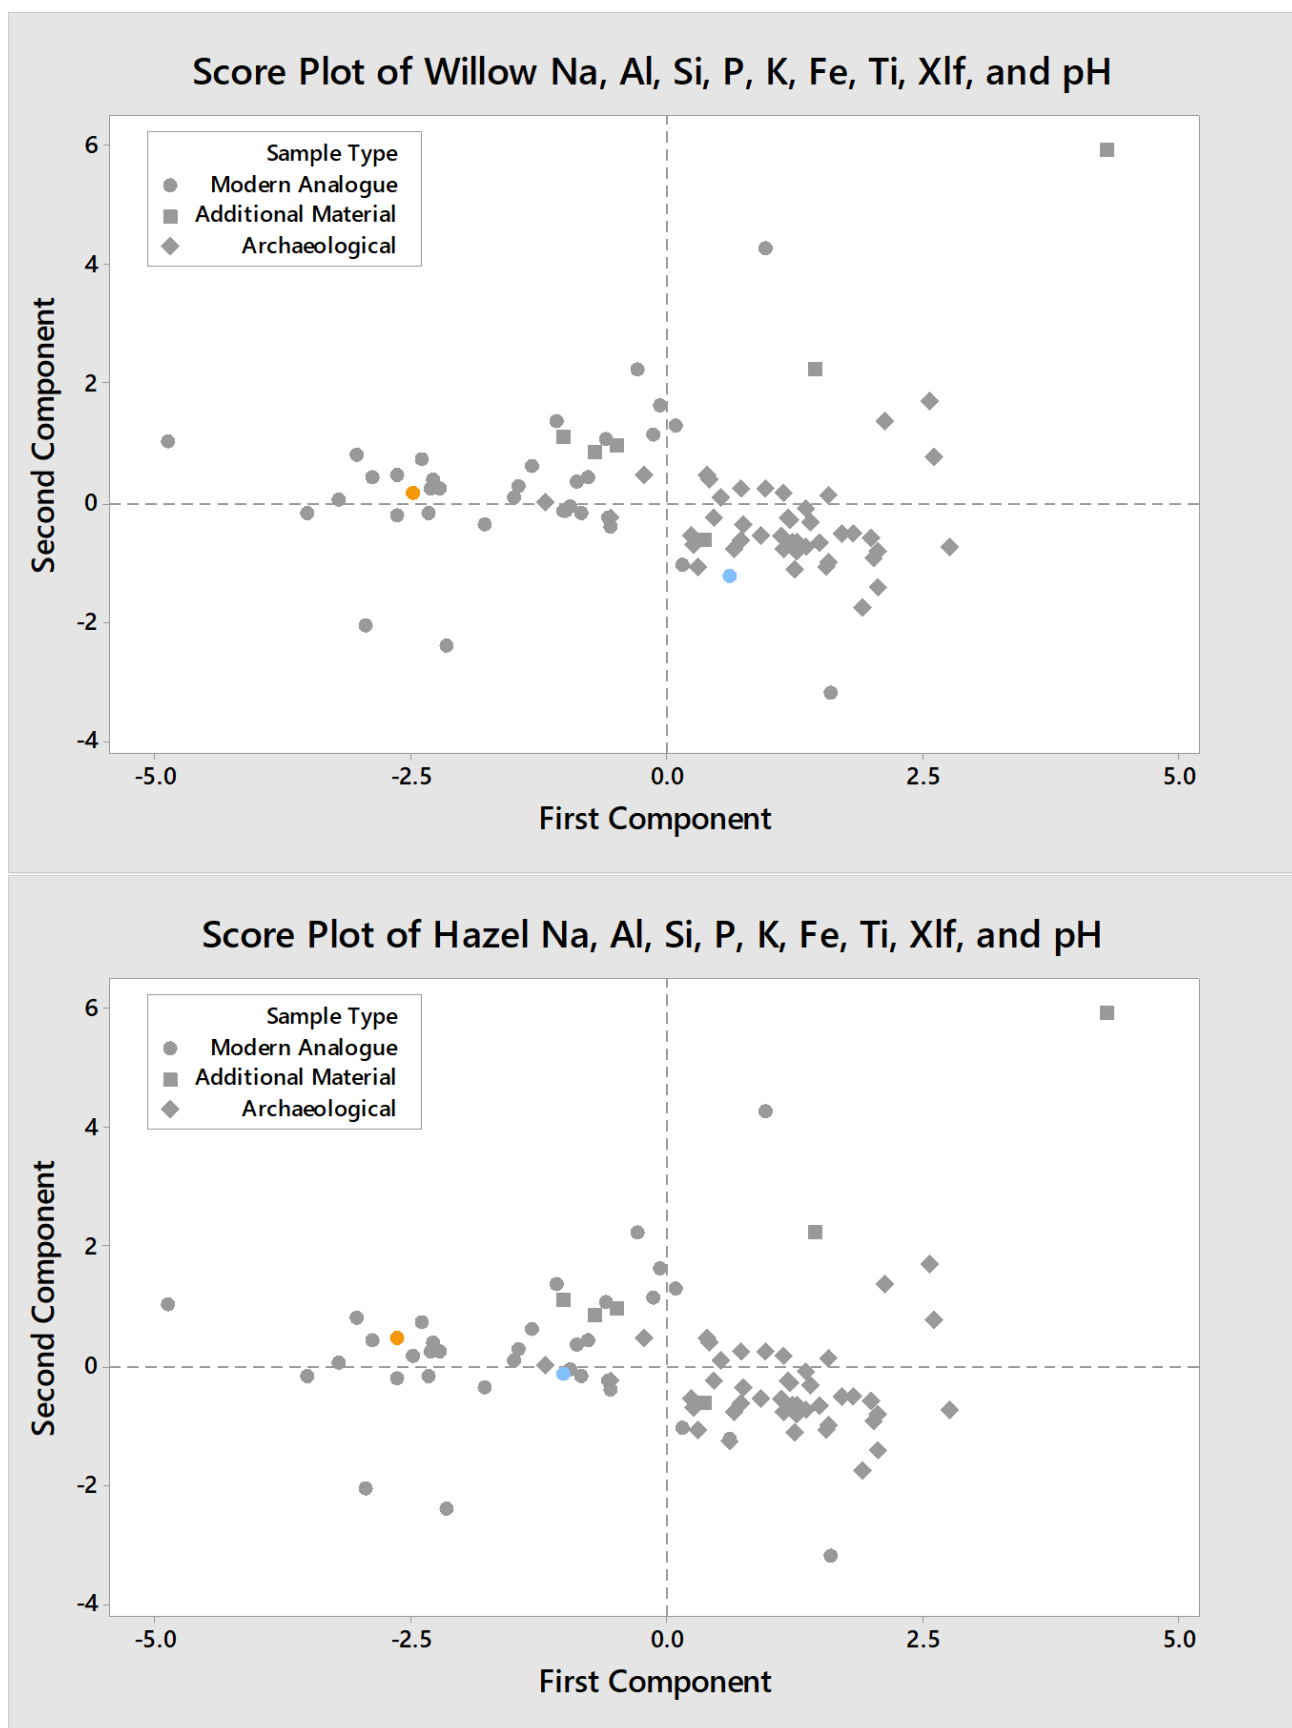 Score Plot of Willow Na, Al, Si, P, K, Fe, Ti, Xlf, and pH
Sample Type
Modern Analogue
Additional Material
Archaeological
6
4
2
0
-2
-4
Second Component
-5.0 -2.5 0.0 2.5 5.0
First Component
Score Plot of Hazel Na, Al, Si, P, K, Fe, Ti, Xlf, and pH
Sample Type
Modern Analogue
Additional Material
Archaeological
6
4
2
0
-2
-4
Second Component
-5.0 -2.5 0.0 2.5 5.0
First Component